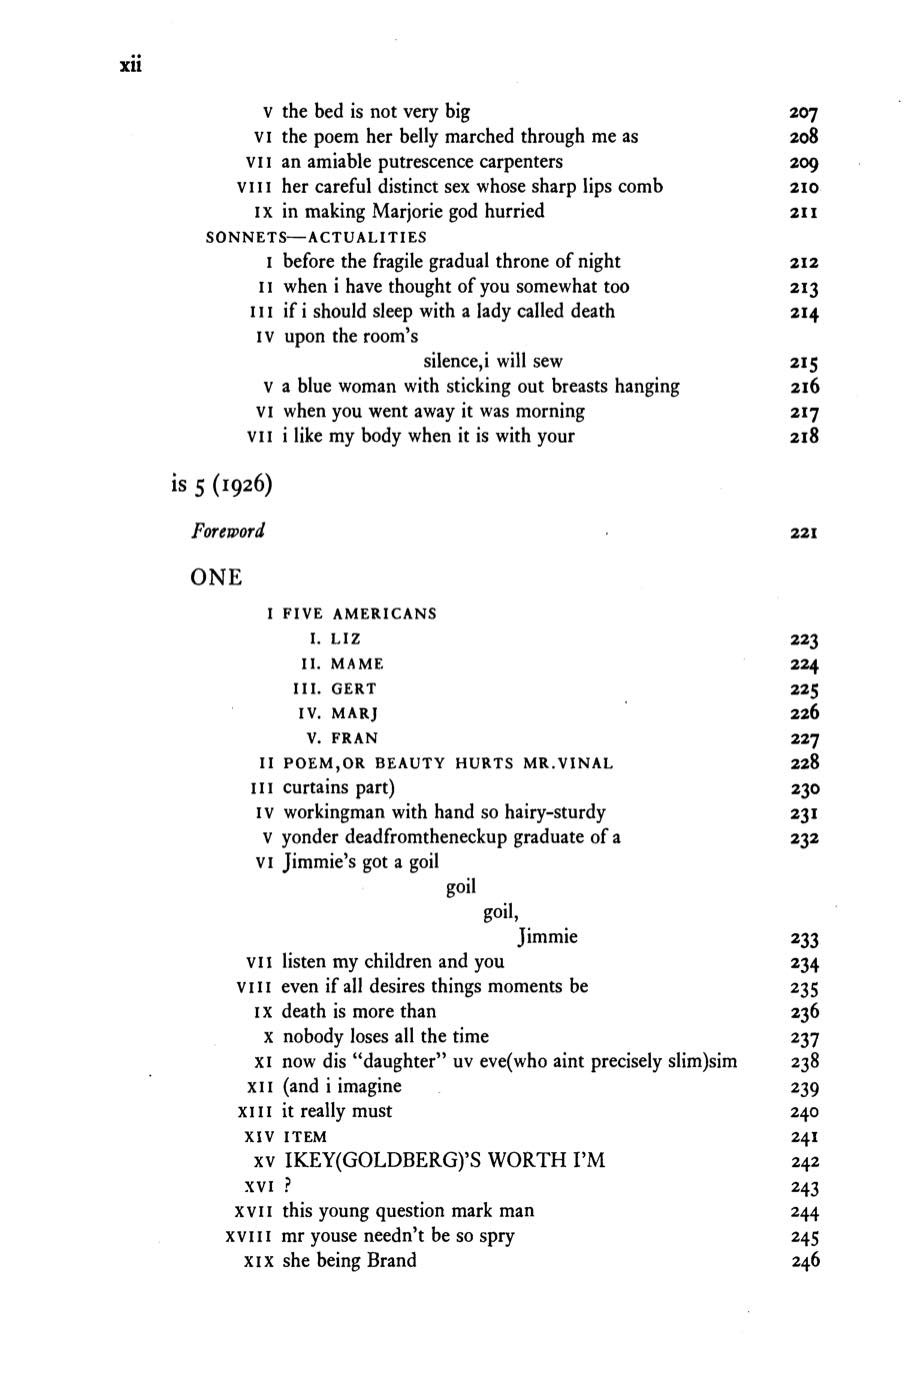 xii
V the bed is not very big 207
VI the poem her belly marched through me as 208
VII an amiable putrescence carpenters 209
VIII her careful distinct sex whose sharp lips comb 210
IX in making Marjorie god hurried 211
SONNETS—ACTUALITIES
I before the fragile gradual throne of night 212
II when i have thought of you somewhat too 213
III if i should sleep with a lady called death 214
IV upon the room's
silence,i will sew 215
V a blue woman with sticking out breasts hanging 216
VI when you went away it was morning 217
VII i like my body when it is with your 218
is 5 (1926)
Foreword 221
ONE
I FIVE AMERICANS
I. LIZ 223
II. MAME 224
III. GERT 225
IV. MARJ 226
V. FRAN 227
II POEM,OR BEAUTY HURTS MR.VINAL 228
III curtains part) 230
IV workingman with hand so hairy-sturdy 231
V yonder deadfromtheneckup graduate of a 232
VI Jimmie's got a goil
goil
goil,
Jimmie 233
VII listen my children and you 234
VIII even if all desires things moments be 235
IX death is more than 236
X nobody loses all the time 237
XI now dis "daughter" uv eve(who aint precisely slim)sim 238
XII (and i imagine 239
XIII it really must 240
XIV ITEM 241
XV IKEY(GOLDBERG)'S WORTH I'M 242
XVI ? 243
XVII this young question mark man 244
XVIII mr youse needn't be so spry 245
XIX she being Brand 246